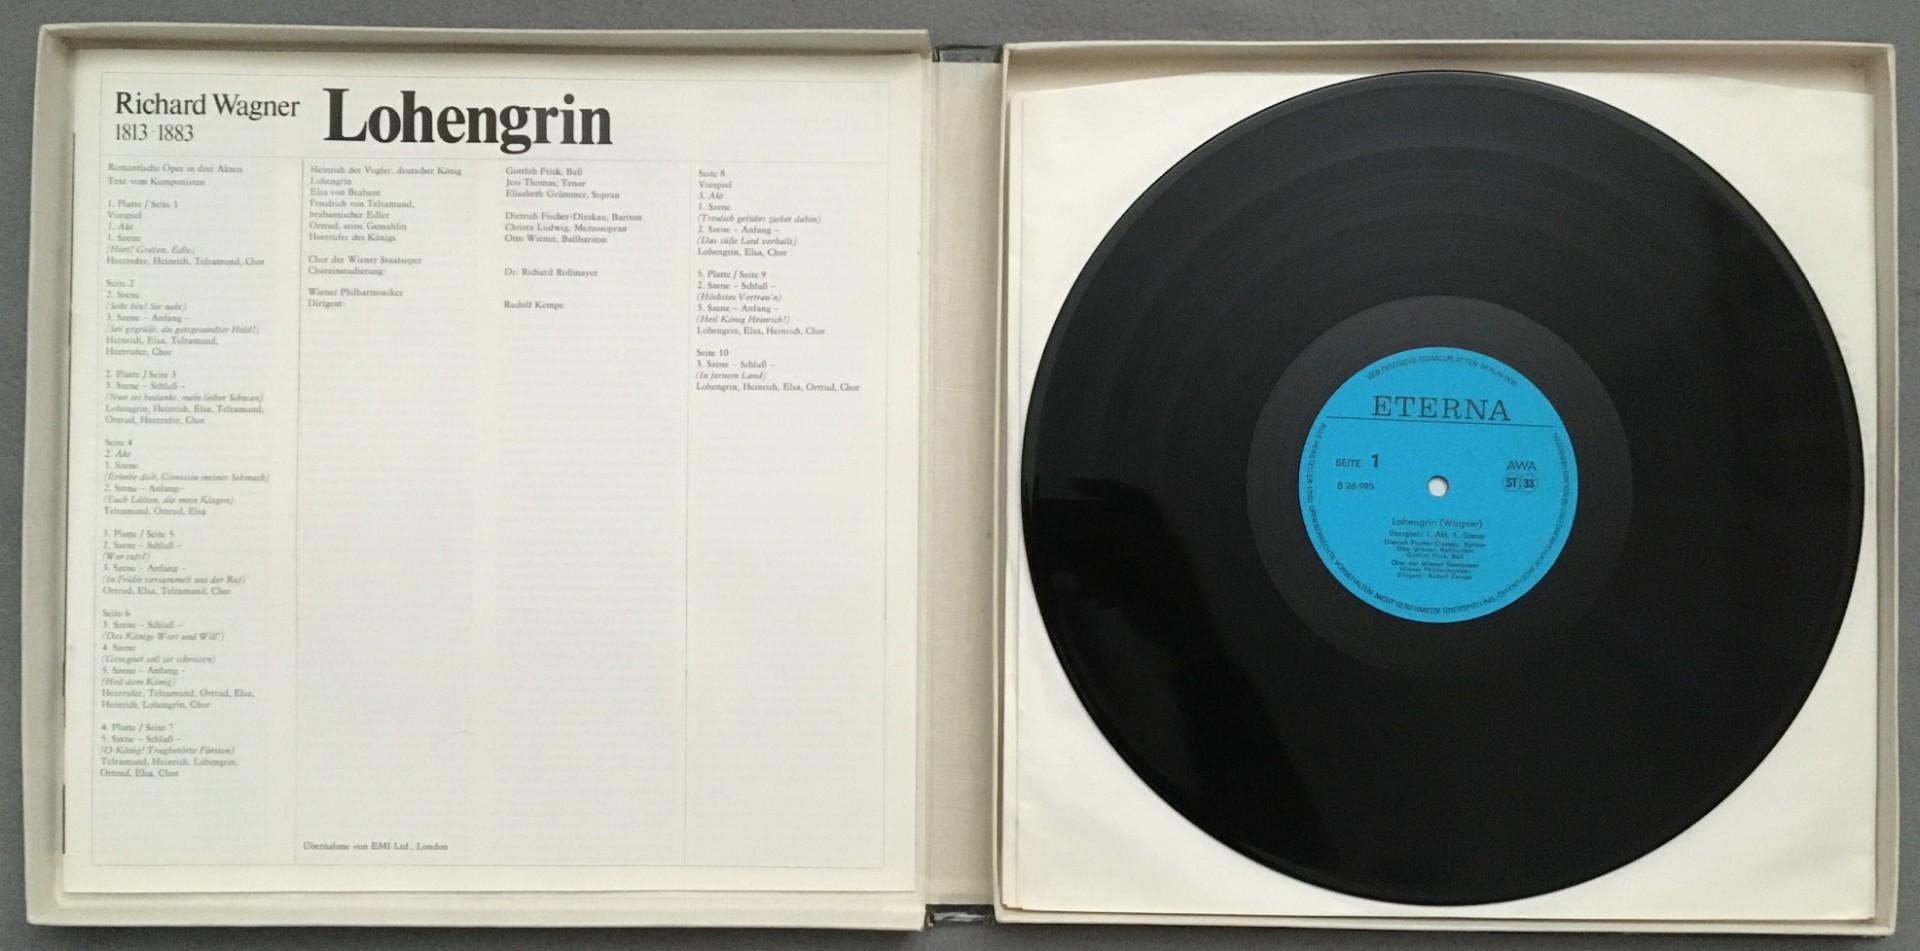 Richard Wagner
1813-1883
Lohengrin
Romantische Oper in drei Akten
Text vom Komponisten
1. Platte / Seite 1
Vorspiel
1. Akt
1. Szene
(Hört! Grafen, Edle)
Heerrufer, Heinrich, Telramund, Chor
Seite 2
2. Szene
(Seht hin! Sie naht)
3. Szene – Anfang –
(Sei gegrüßt, du gottgesandter Held!)
Heinrich, Elsa, Telramund,
Heerrufer, Chor
2. Platte / Seite 3
3. Szene – Schluß –
(Nun sei bedankt, mein lieber Schwan)
Lohengrin, Heinrich, Elsa, Telramund,
Ortrud, Heerrufer, Chor
Seite 4
2. Akt
1. Szene
(Erhebe dich, Genossin meiner Schmach)
2. Szene – Anfang–
(Euch Lüften, die mein Klagen)
Telramund, Ortrud, Elsa
3. Platte / Seite 5
2. Szene – Schluß –
(Wer ruft?)
3. Szene – Anfang –
(In Frühn versammelt uns der Ruf)
Ortrud, Elsa, Telramund, Chor
Seite 6
3. Szene – Schluß –
(Des Königs Wort und Will')
4. Szene
(Gesegnet soll sie schreiten)
5. Szene – Anfang –
(Heil dem König)
Heerrufer, Telramund, Ortrud, Elsa,
Heinrich, Lohengrin, Chor
4. Platte / Seite 7
5. Szene – Schluß –
(O König! Trugbetörte Fürsten)
Telramund, Heinrich, Lohengrin,
Ortrud, Elsa, Chor
Heinrich der Vogler, deutscher König
Lohengrin
Elsa von Brabant
Friedrich von Telramund,
brabantischer Edler
Ortrud, seine Gemahlin
Heerrufer des Königs
Chor der Wiener Staatsoper
Choreinstudierung:
Wiener Philharmoniker
Dirigent:
Gottlob Frick, Baß
Jess Thomas, Tenor
Elisabeth Grümmer, Sopran
Dietrich Fischer-Dieskau, Bariton
Christa Ludwig, Mezzosopran
Otto Wiener, Baßbariton
Dr. Richard Roßmayer
Rudolf Kempe
Übernahme von EMI Ltd., London
Seite 8
Vorspiel
3. Akt
1. Szene
(Treulich geführt ziehet dahin)
2. Szene – Anfang –
(Das süße Lied verhallt)
Lohengrin, Elsa, Chor
5. Platte / Seite 9
2. Szene – Schluß –
(Höchstes Vertrau'n)
3. Szene – Anfang –
(Heil König Heinrich!)
Lohengrin, Elsa, Heinrich, Chor
Seite 10
3. Szene – Schluß –
(In fernem Land)
Lohengrin, Heinrich, Elsa, Ortrud, Chor
VEB DEUTSCHE SCHALLPLATTEN BERLIN DDR
ETERNA
SEITE 1
8 26 995
AWA
ST 33
Lohengrin (Wagner)
Vorspiel; 1. Akt, 1. Szene
Dietrich Fischer-Dieskau, Bariton
Otto Wiener, Baßbariton
Gottlob Frick, Baß
Chor der Wiener Staatsoper
Wiener Philharmoniker
Dirigent: Rudolf Kempe